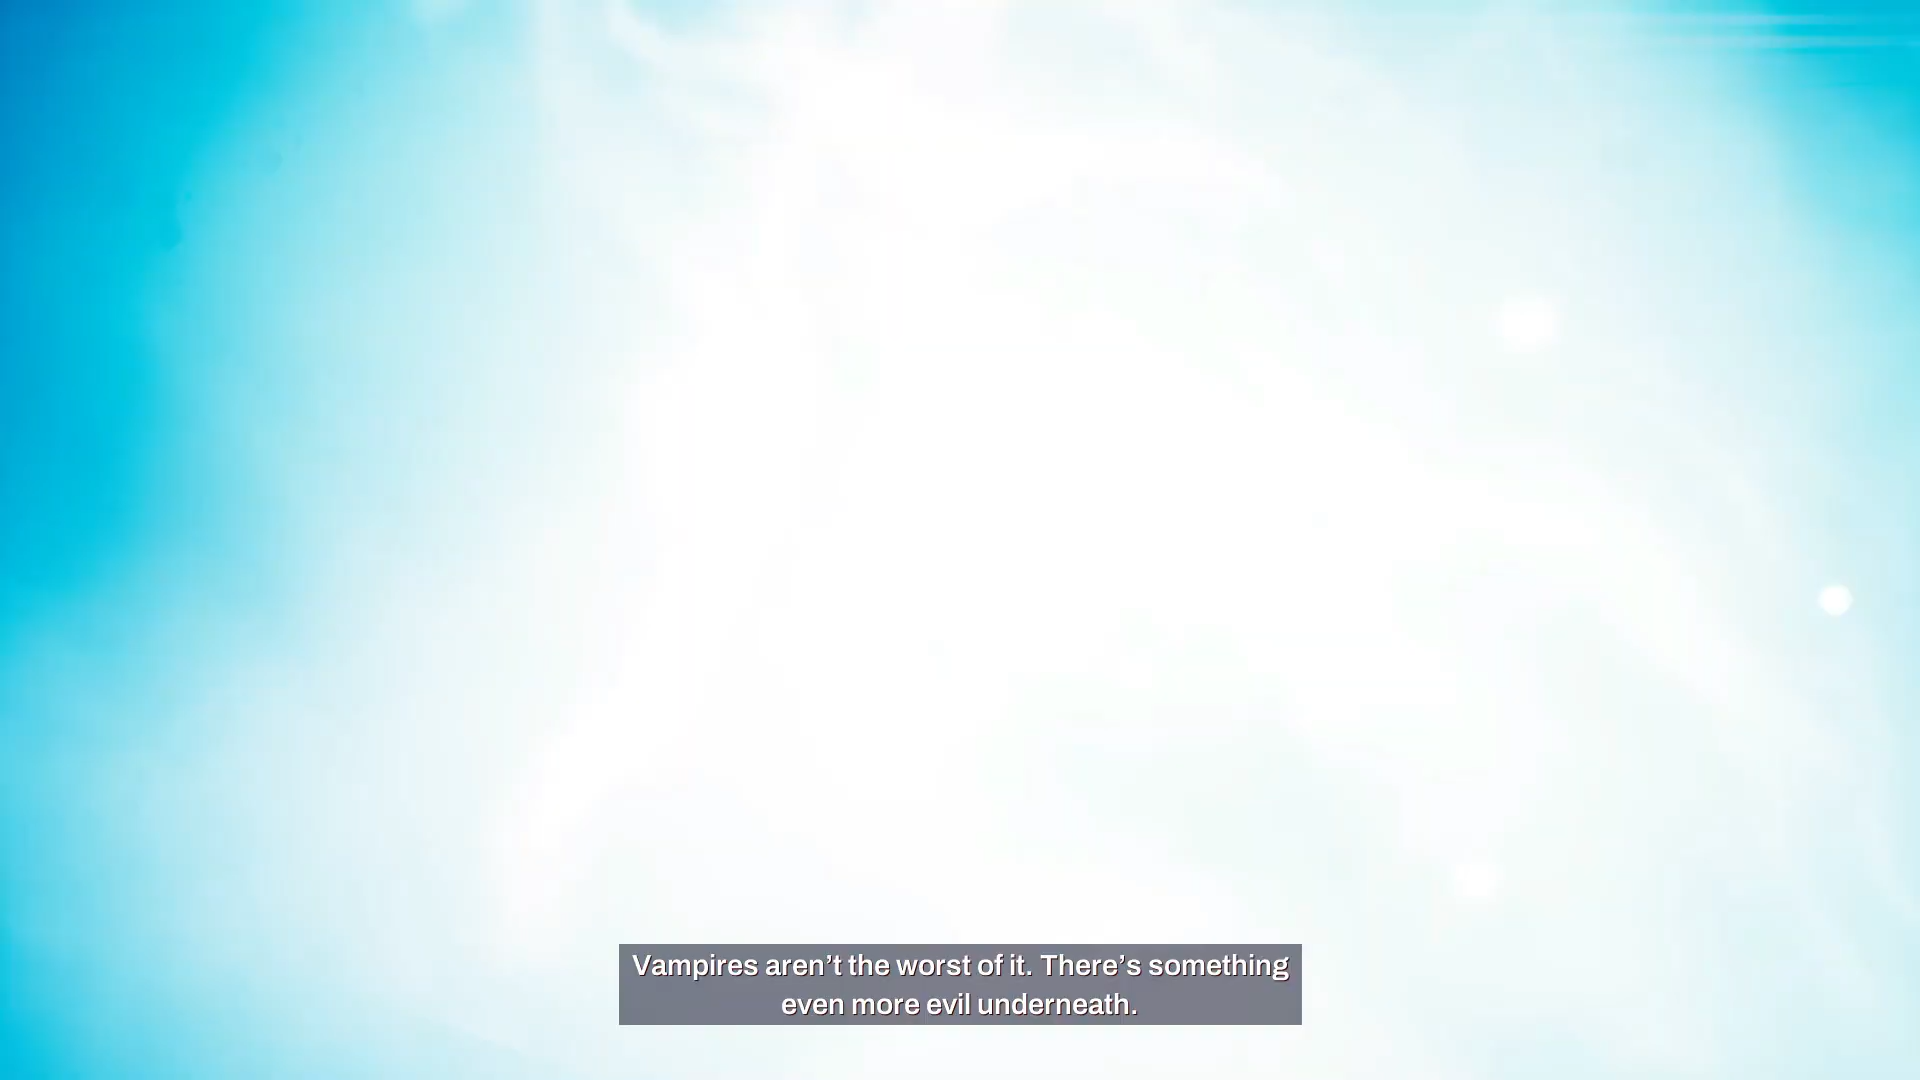 Vampires aren’t the worst of it. There’s something
even more evil underneath.